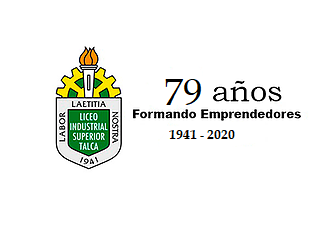 LAETITIA
LABOR
NOSTRA
LICEO
INDUSTRIAL
SUPERIOR
TALCA
1941
79 años
Formando Emprendedores
1941 - 2020